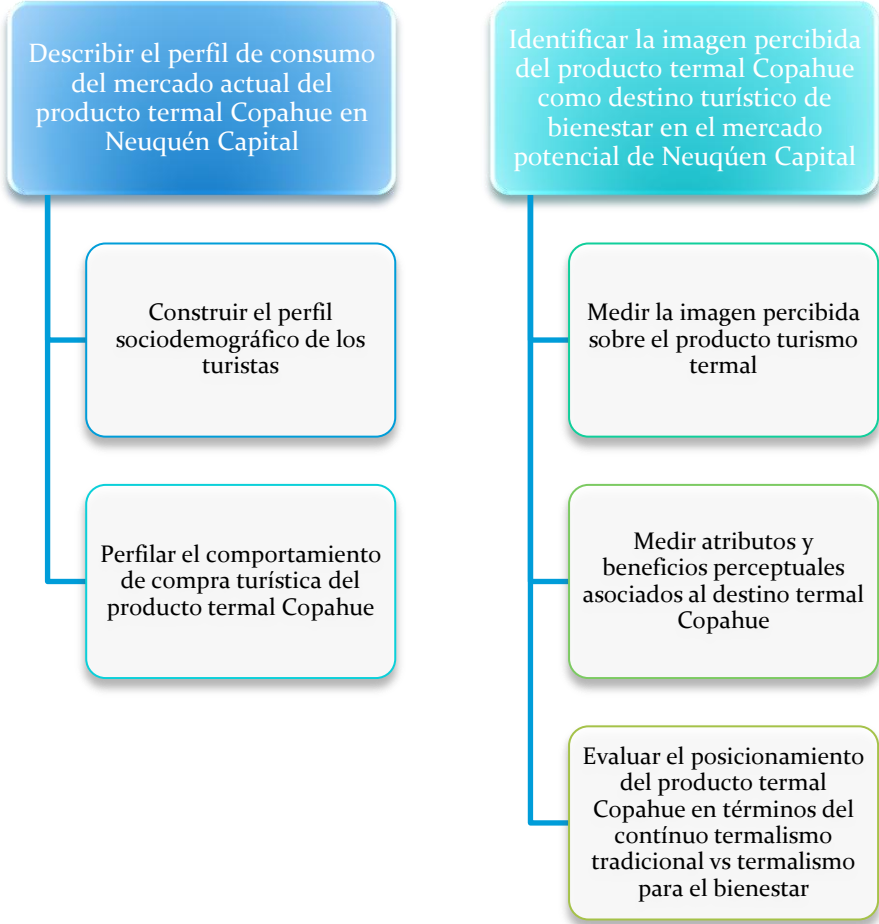 Describir el perfil de consumo
del mercado actual del
producto termal Copahue en
Neuquén Capital
Construir el perfil
sociodemográfico de los
turistas
Perfilar el comportamiento
de compra turística del
producto termal Copahue
Identificar la imagen percibida
del producto termal Copahue
como destino turístico de
bienestar en el mercado
potencial de Neuqúen Capital
Medir la imagen percibida
sobre el producto turismo
termal
Medir atributos y
beneficios perceptuales
asociados al destino termal
Copahue
Evaluar el posicionamiento
del producto termal
Copahue en términos del
contínuo termalismo
tradicional vs termalismo
para el bienestar